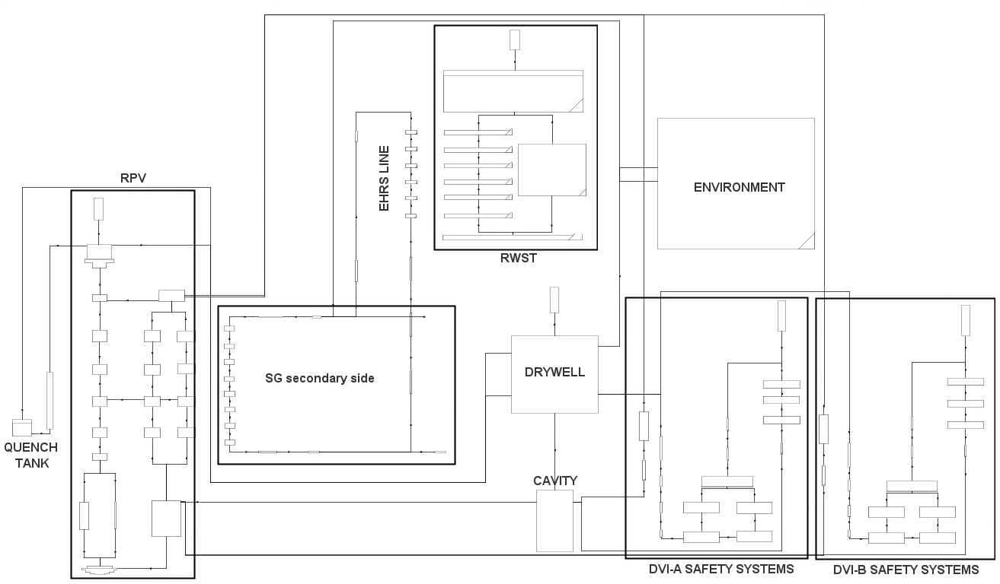 RPV
EHRS LINE
RWST
ENVIRONMENT
SG secondary side
DRYWELL
QUENCH
TANK
CAVITY
DVI-A SAFETY SYSTEMS
DVI-B SAFETY SYSTEMS